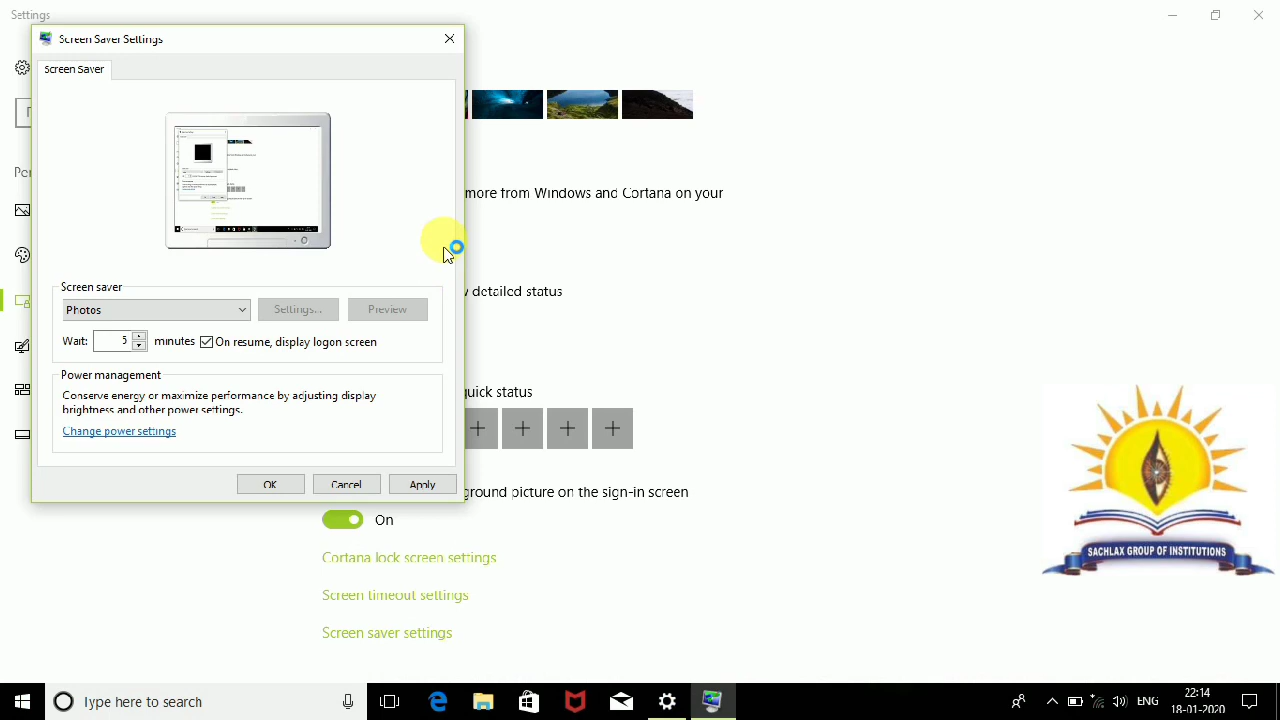 Settings
Screen Saver Settings
Screen Saver
more from Windows and Cortana on your
detailed status
Screen saver
Photos
Settings...
Preview
Wait:
5
minutes
On resume, display logon screen
Power management
Conserve energy or maximize performance by adjusting display
brightness and other power settings.
Change power settings
quick status
OK
Cancel
Apply
ground picture on the sign-in screen
On
Cortana lock screen settings
Screen timeout settings
Screen saver settings
SACHLAX GROUP OF INSTITUTIONS
Type here to search
ENG
22:14
18-01-2020